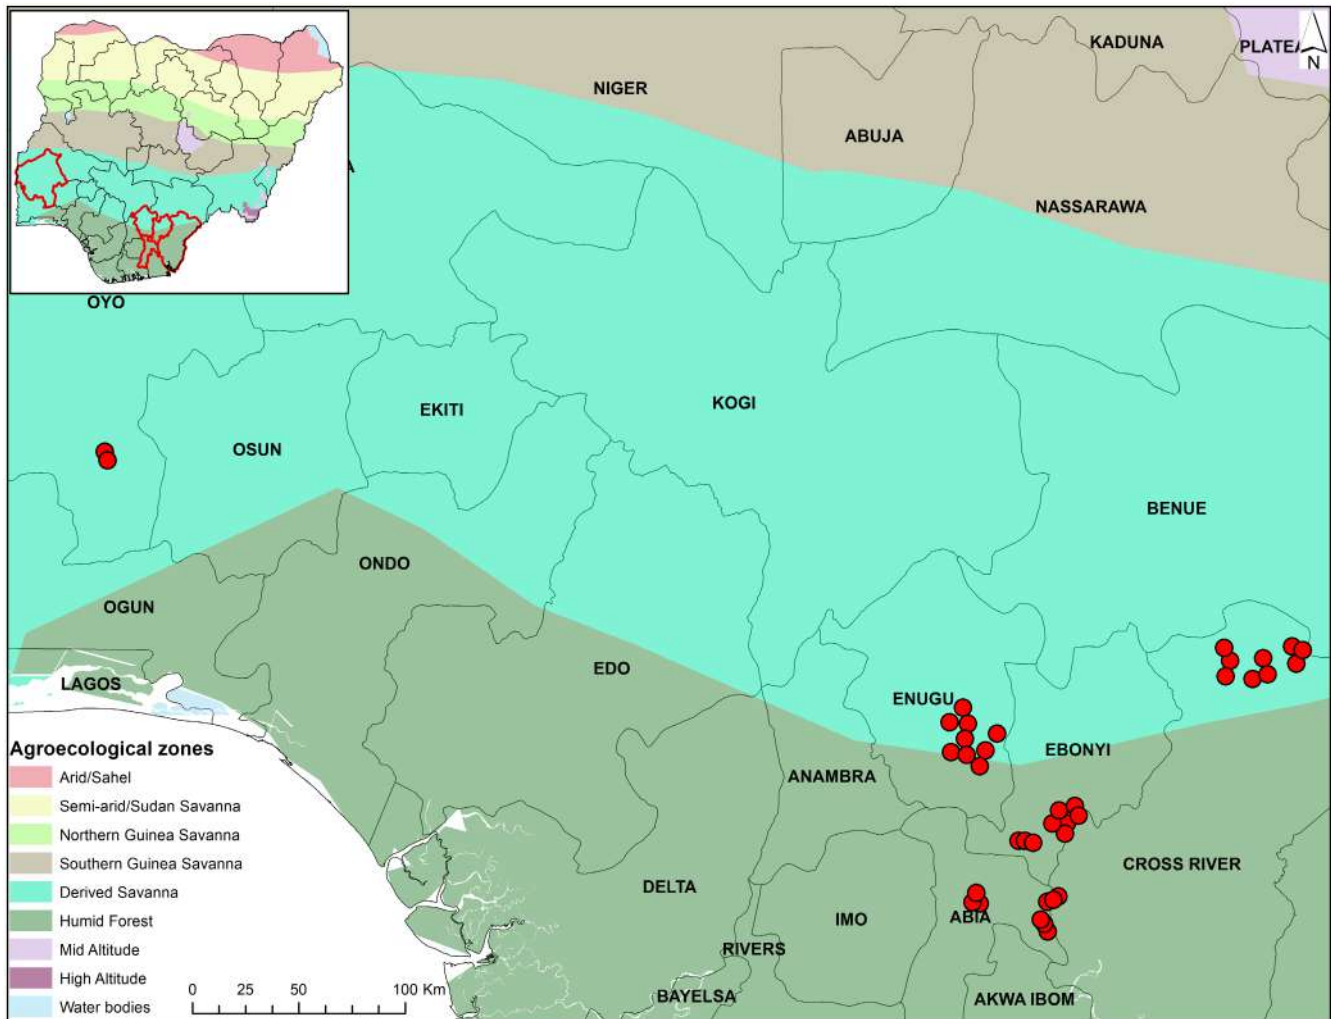 KADUNA
PLATEA
N
NIGER
ABUJA
A
NASSARAWA
OYO
KOGI
EKITI
OSUN
BENUE
ONDO
OGUN
EDO
LAGOS
ENUGU
EBONYI
ANAMBRA
CROSS RIVER
DELTA
IMO
ABIA
RIVERS
BAYELSA
AKWA IBOM
Agroecological zones
Arid/Sahel
Semi-arid/Sudan Savanna
Northern Guinea Savanna
Southern Guinea Savanna
Derived Savanna
Humid Forest
Mid Altitude
High Altitude
Water bodies
0 25 50 100 Km